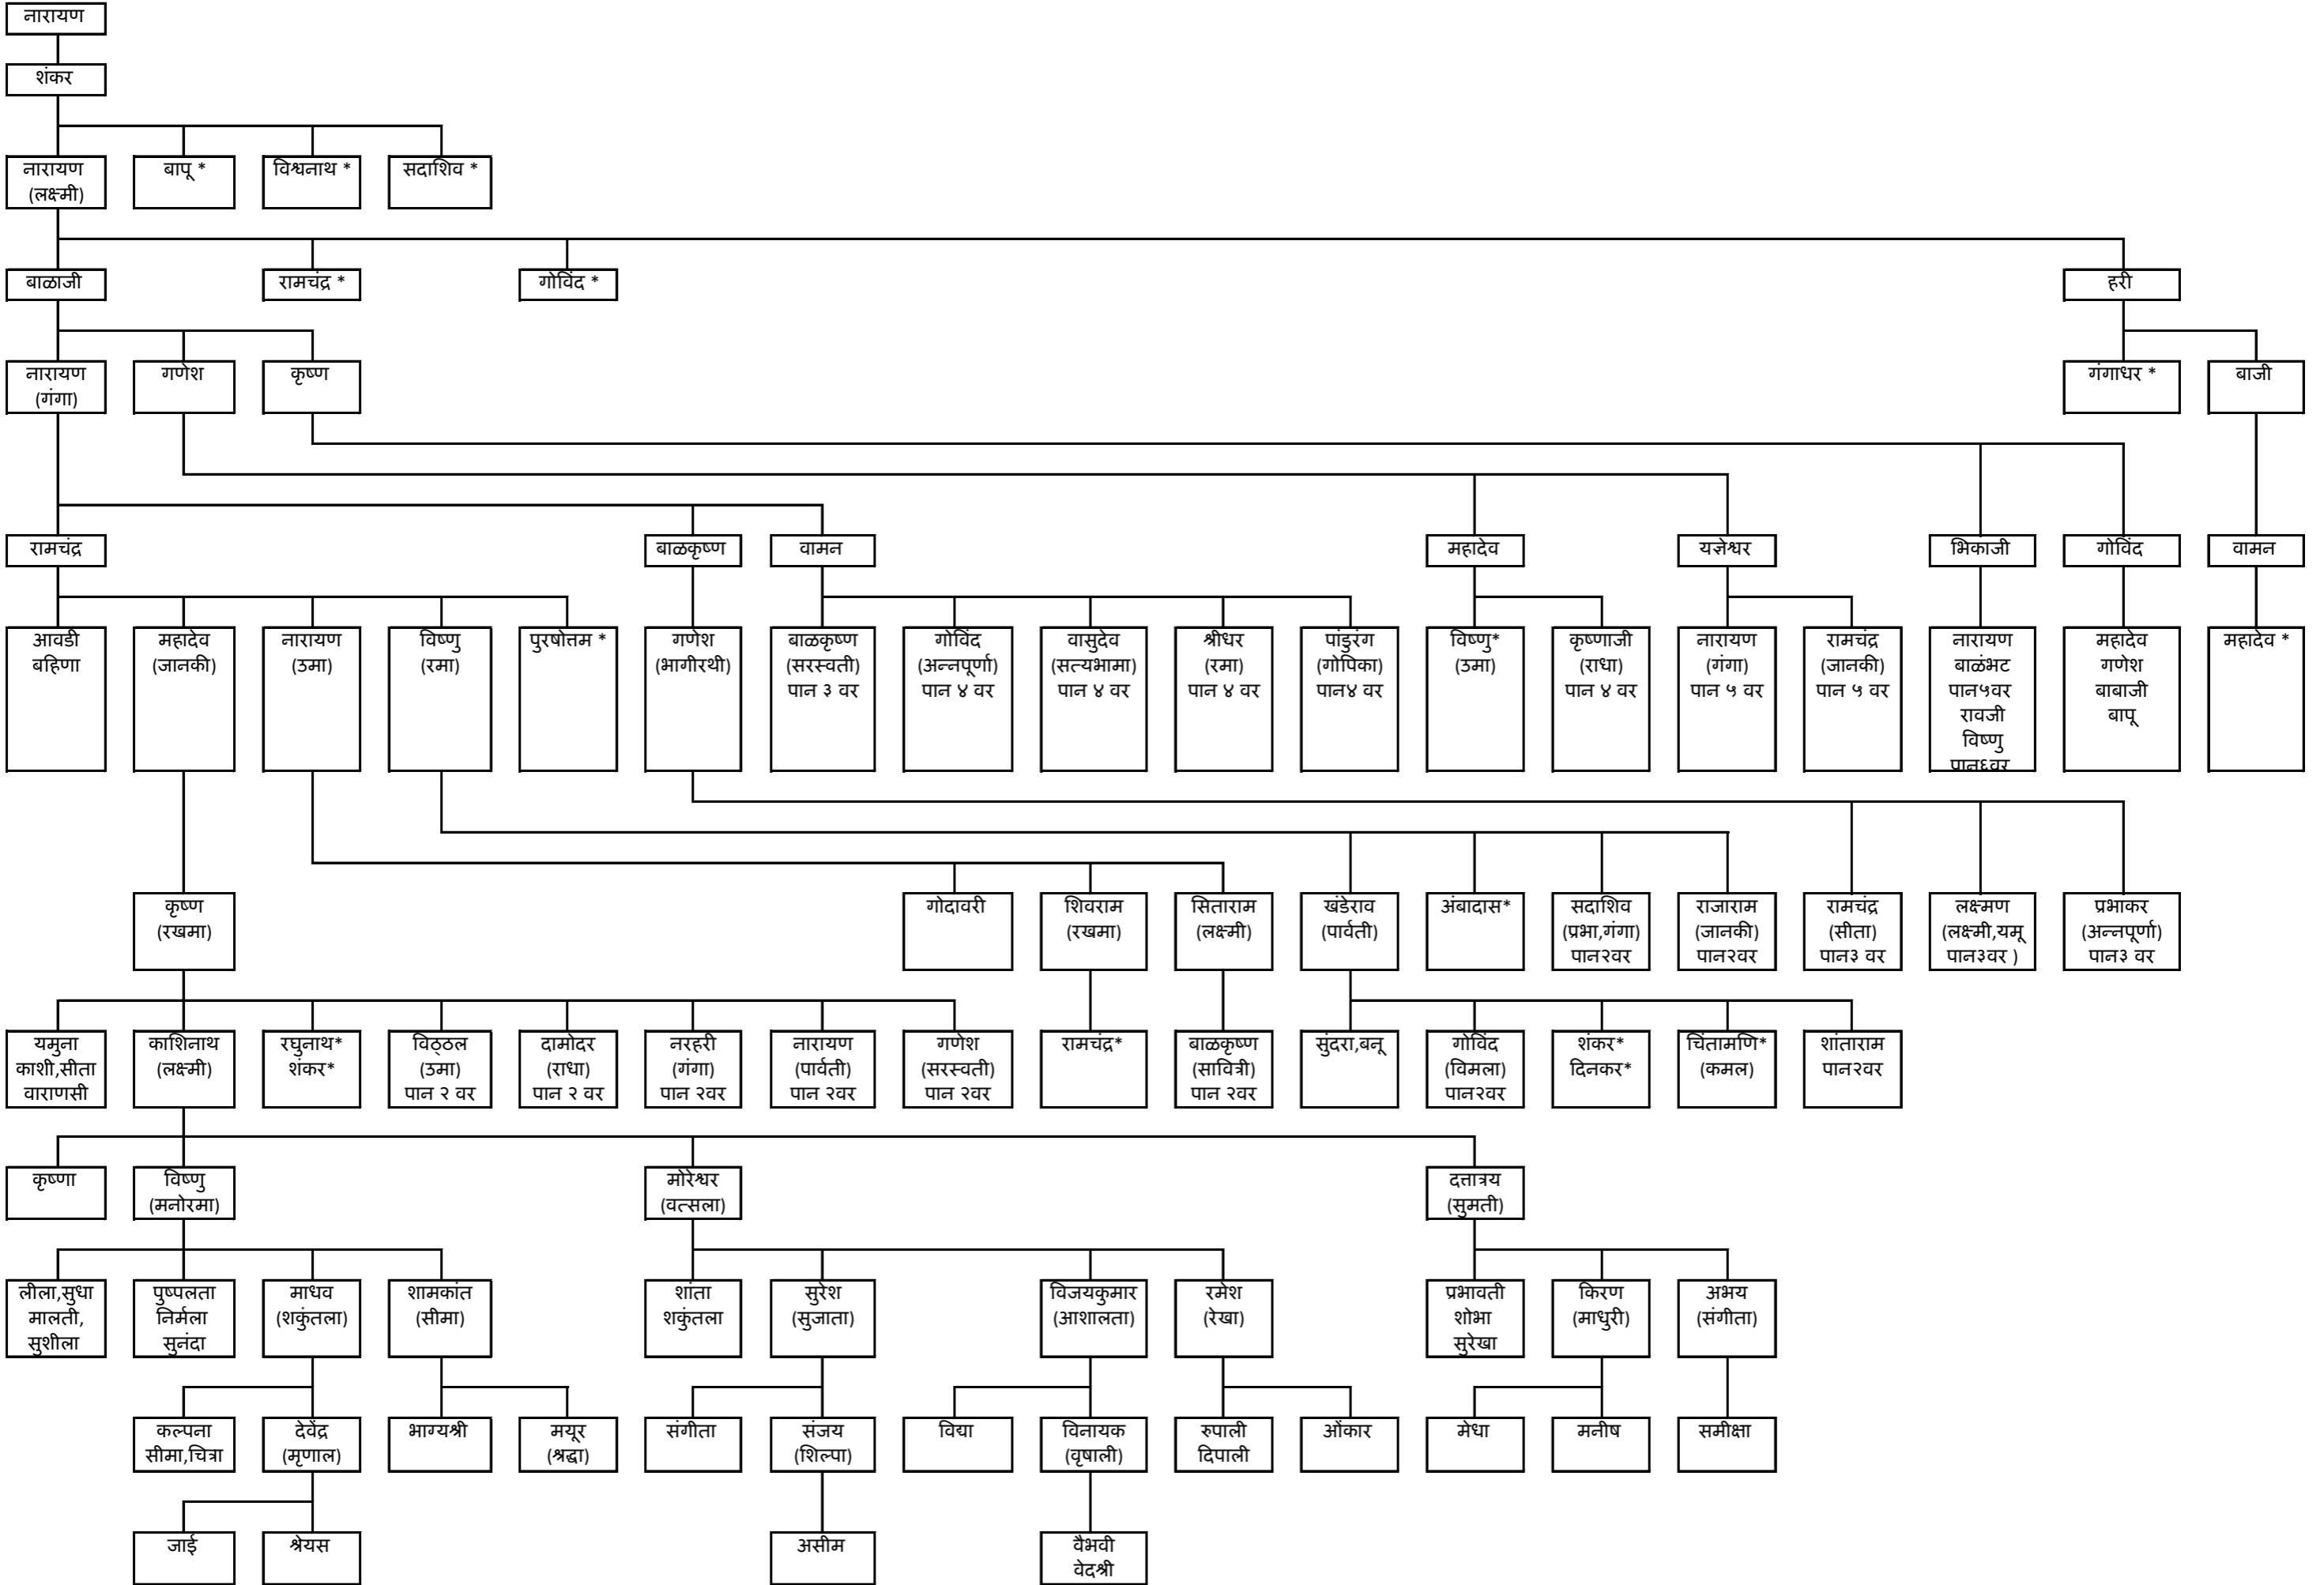 नारायण
शंकर
नारायण
(लक्ष्मी)
बापू *
विश्वनाथ *
सदाशिव *
बाळाजी
रामचंद्र *
गोविंद *
हरी
नारायण
(गंगा)
गणेश
कृष्ण
गंगाधर *
बाजी
रामचंद्र
बाळकृष्ण
वामन
महादेव
यज्ञेश्वर
भिकाजी
गोविंद
वामन
आवडी
बहिणा
महादेव
(जानकी)
नारायण
(उमा)
विष्णु
(रमा)
पुरषोत्तम *
गणेश
(भागीरथी)
बाळकृष्ण
(सरस्वती)
पान ३ वर
गोविंद
(अन्नपूर्णा)
पान ४ वर
वासुदेव
(सत्यभामा)
पान ४ वर
श्रीधर
(रमा)
पान ४ वर
पांडुरंग
(गोपिका)
पान४ वर
विष्णु*
(उमा)
कृष्णाजी
(राधा)
पान ४ वर
नारायण
(गंगा)
पान ५ वर
रामचंद्र
(जानकी)
पान ५ वर
नारायण
बाळंभट
पान५वर
रावजी
विष्णु
पान६वर
महादेव
गणेश
बाबाजी
बापू
महादेव *
कृष्ण
(रखमा)
गोदावरी
शिवराम
(रखमा)
सिताराम
(लक्ष्मी)
खंडेराव
(पार्वती)
अंबादास*
सदाशिव
(प्रभा,गंगा)
पान२वर
राजाराम
(जानकी)
पान२वर
रामचंद्र
(सीता)
पान३ वर
लक्ष्मण
(लक्ष्मी,यमू
पान३वर )
प्रभाकर
(अन्नपूर्णा)
पान३ वर
यमुना
काशी,सीता
वाराणसी
काशिनाथ
(लक्ष्मी)
रघुनाथ*
शंकर*
विठ्ठल
(उमा)
पान २ वर
दामोदर
(राधा)
पान २ वर
नरहरी
(गंगा)
पान २वर
नारायण
(पार्वती)
पान २वर
गणेश
(सरस्वती)
पान २वर
रामचंद्र*
बाळकृष्ण
(सावित्री)
पान २वर
सुंदरा,बनू
गोविंद
(विमला)
पान२वर
शंकर*
दिनकर*
चिंतामणि*
(कमल)
शांताराम
पान२वर
कृष्णा
विष्णु
(मनोरमा)
मोरेश्वर
(वत्सला)
दत्तात्रय
(सुमती)
लीला,सुधा
मालती,
सुशीला
पुष्पलता
निर्मला
सुनंदा
माधव
(शकुंतला)
शामकांत
(सीमा)
शांता
शकुंतला
सुरेश
(सुजाता)
विजयकुमार
(आशालता)
रमेश
(रेखा)
प्रभावती
शोभा
सुरेखा
किरण
(माधुरी)
अभय
(संगीता)
कल्पना
सीमा,चित्रा
देवेंद्र
(मृणाल)
भाग्यश्री
मयूर
(श्रद्धा)
संगीता
संजय
(शिल्पा)
विद्या
विनायक
(वृषाली)
रुपाली
दिपाली
ओंकार
मेधा
मनीष
समीक्षा
जाई
श्रेयस
असीम
वैभवी
वेदश्री